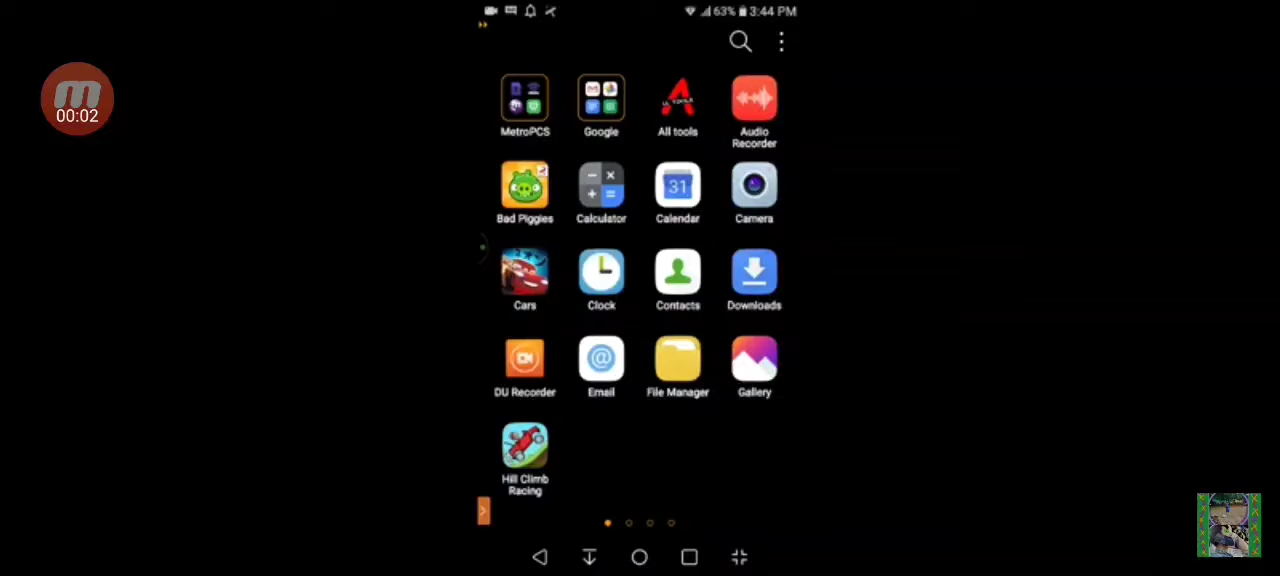 63% 3:44 PM
00:02
MetroPCS
Google
All tools
Audio
Recorder
Bad Piggies
Calculator
31
Calendar
Camera
Cars
Clock
Contacts
Downloads
DU Recorder
@
Email
File Manager
Gallery
Hill Climb
Racing